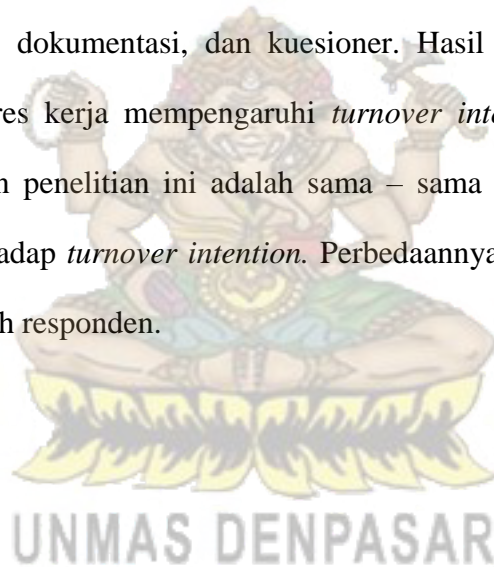 dokumentasi, dan kuesioner. Hasil
res kerja mempengaruhi turnover inte
n penelitian ini adalah sama – sama
adap turnover intention. Perbedaannya
h responden.
UNMAS DENPASAR